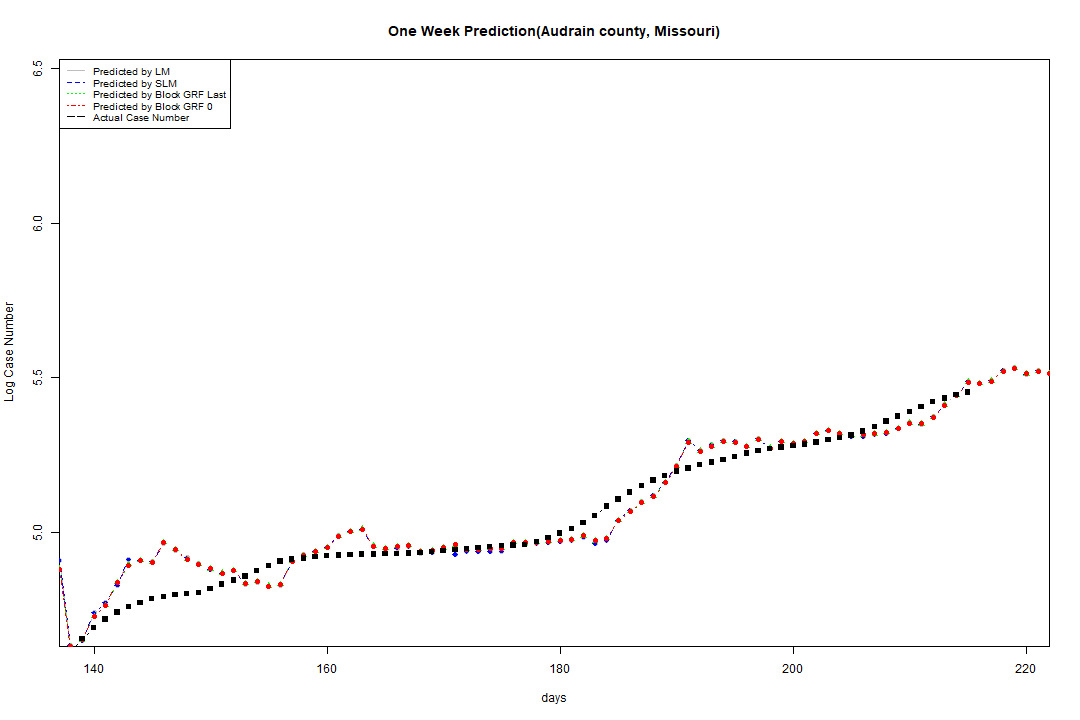 One Week Prediction(Audrain county, Missouri)
6.5
6.0
5.5
5.0
Log Case Number
Predicted by LM
Predicted by SLM
Predicted by Block GRF Last
Predicted by Block GRF 0
Actual Case Number
140 160 180 200 220
days